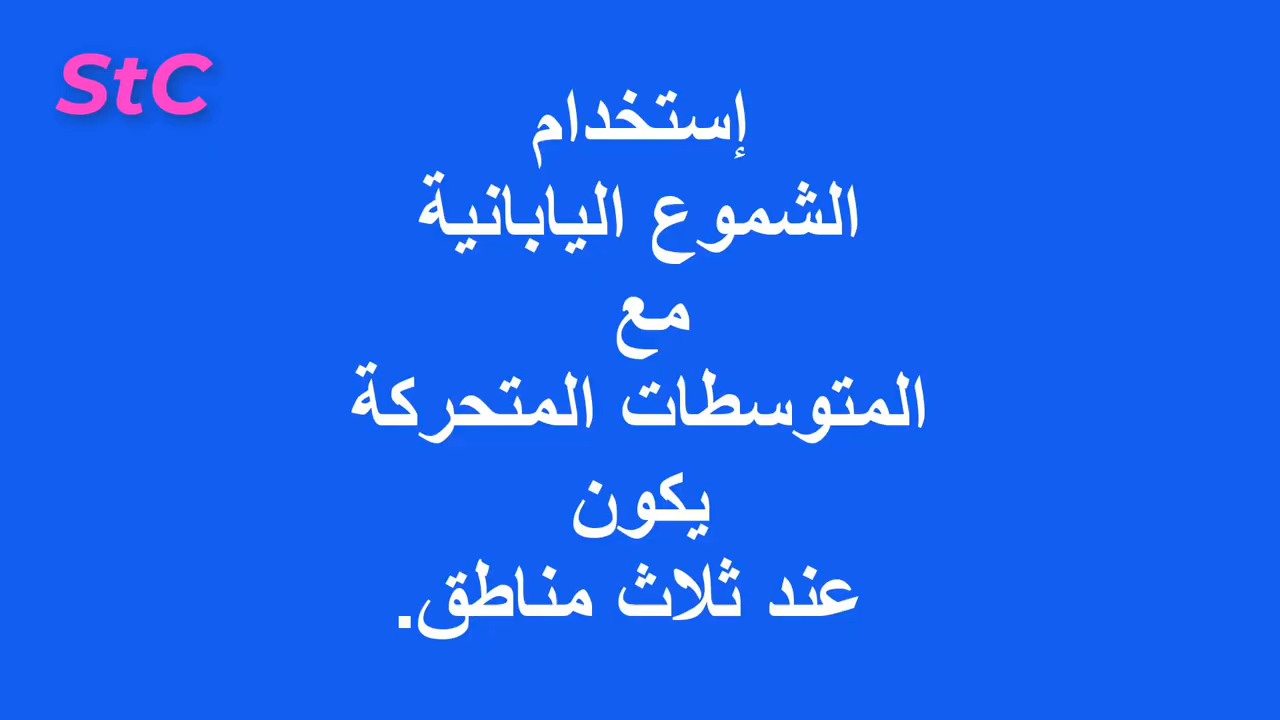 StC
إستخدام
الشموع اليابانية
مع
المتوسطات المتحركة
يكون
عند ثلاث مناطق.